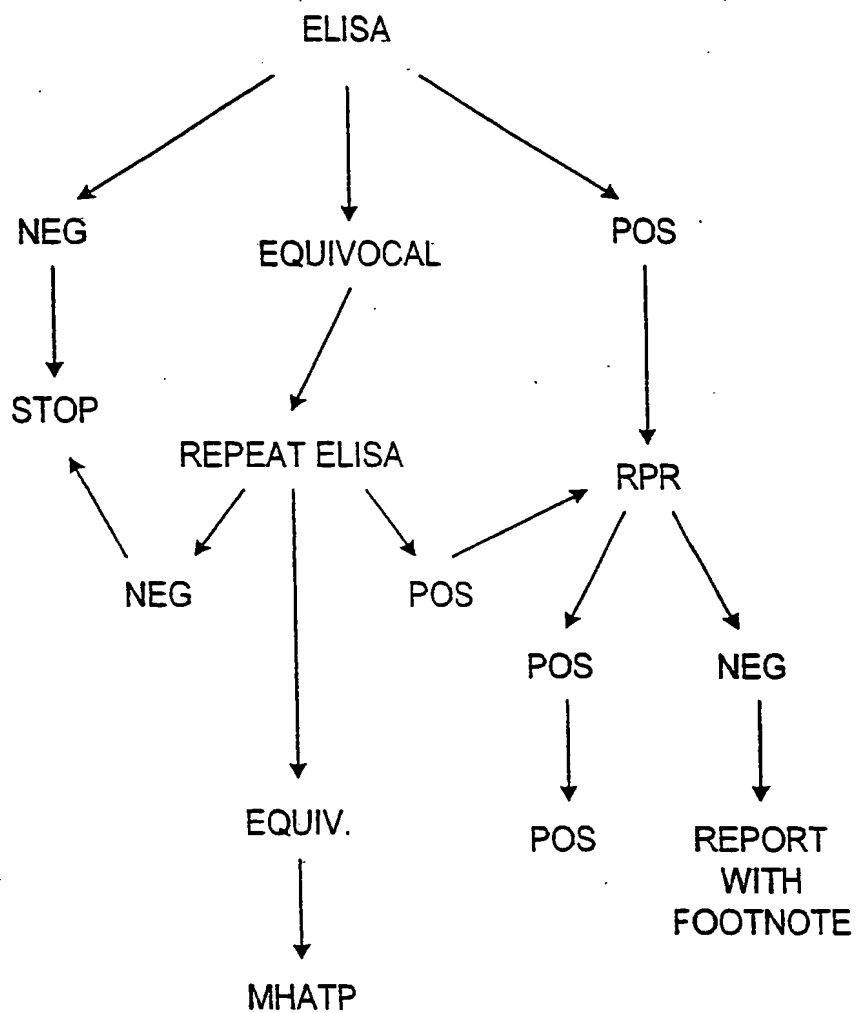 ELISA
NEG
EQUIVOCAL
POS
STOP
REPEAT ELISA
RPR
NEG
POS
POS
NEG
EQUIV.
POS
REPORT
WITH
FOOTNOTE
MHATP